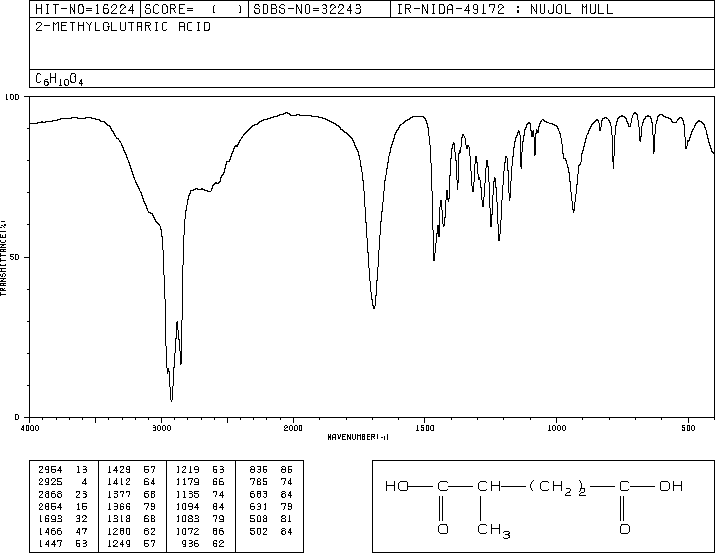 HIT-NO=16224 SCORE= ( ) SDBS-NO=32243 IR-NIDA-49172 : NUJOL MULL
2-METHYLGLUTARIC ACID
C6H10O4
100
50
0
TRANSMITTANCE(%)
4000 3000 2000 1500 1000 500
WAVENUMBER(-1)
2954 13 1429 57 1219 53 836 86
2925 4 1412 64 1179 66 785 74
2868 23 1377 68 1135 74 683 84
2854 16 1366 79 1094 84 631 79
1693 32 1318 68 1083 79 508 81
1466 47 1280 62 1072 86 502 84
1447 53 1249 57 936 62
HO—C—CH—(CH2)2—C—OH
O CH3 O